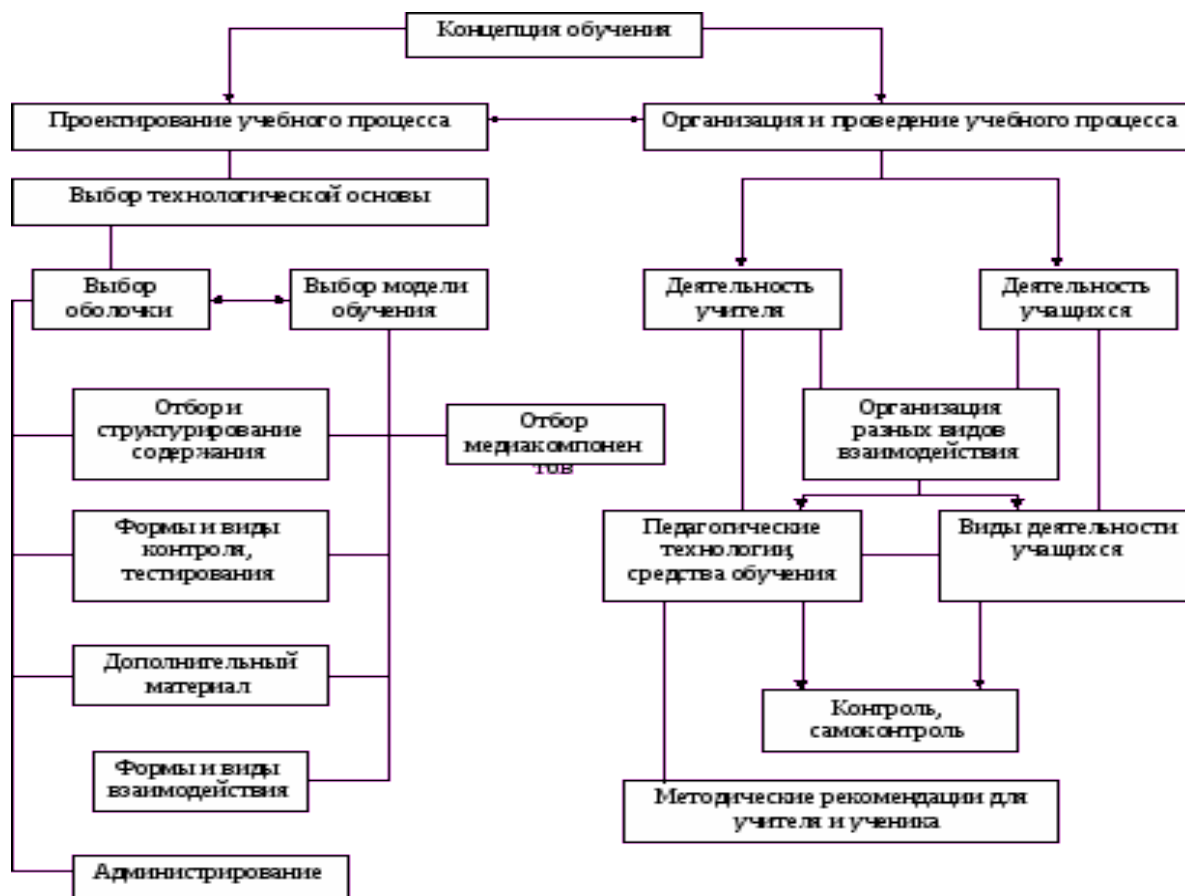 Концепция обучения
Проектирование учебного процесса
Организация и проведение учебного процесса
Выбор технологической основы
Выбор
оболочки
Выбор модели
обучения
Деятельность
учителя
Деятельность
учащихся
Отбор и
структурирование
содержания
Отбор
медиакомпонен
тов
Организация
разных видов
взаимодействия
Формы и виды
контроля,
тестирования
Педагогические
технологии,
средства обучения
Виды деятельности
учащихся
Дополнительный
материал
Контроль,
самоконтроль
Формы и виды
взаимодействия
Методические рекомендации для
учителя и ученика
Администрирование